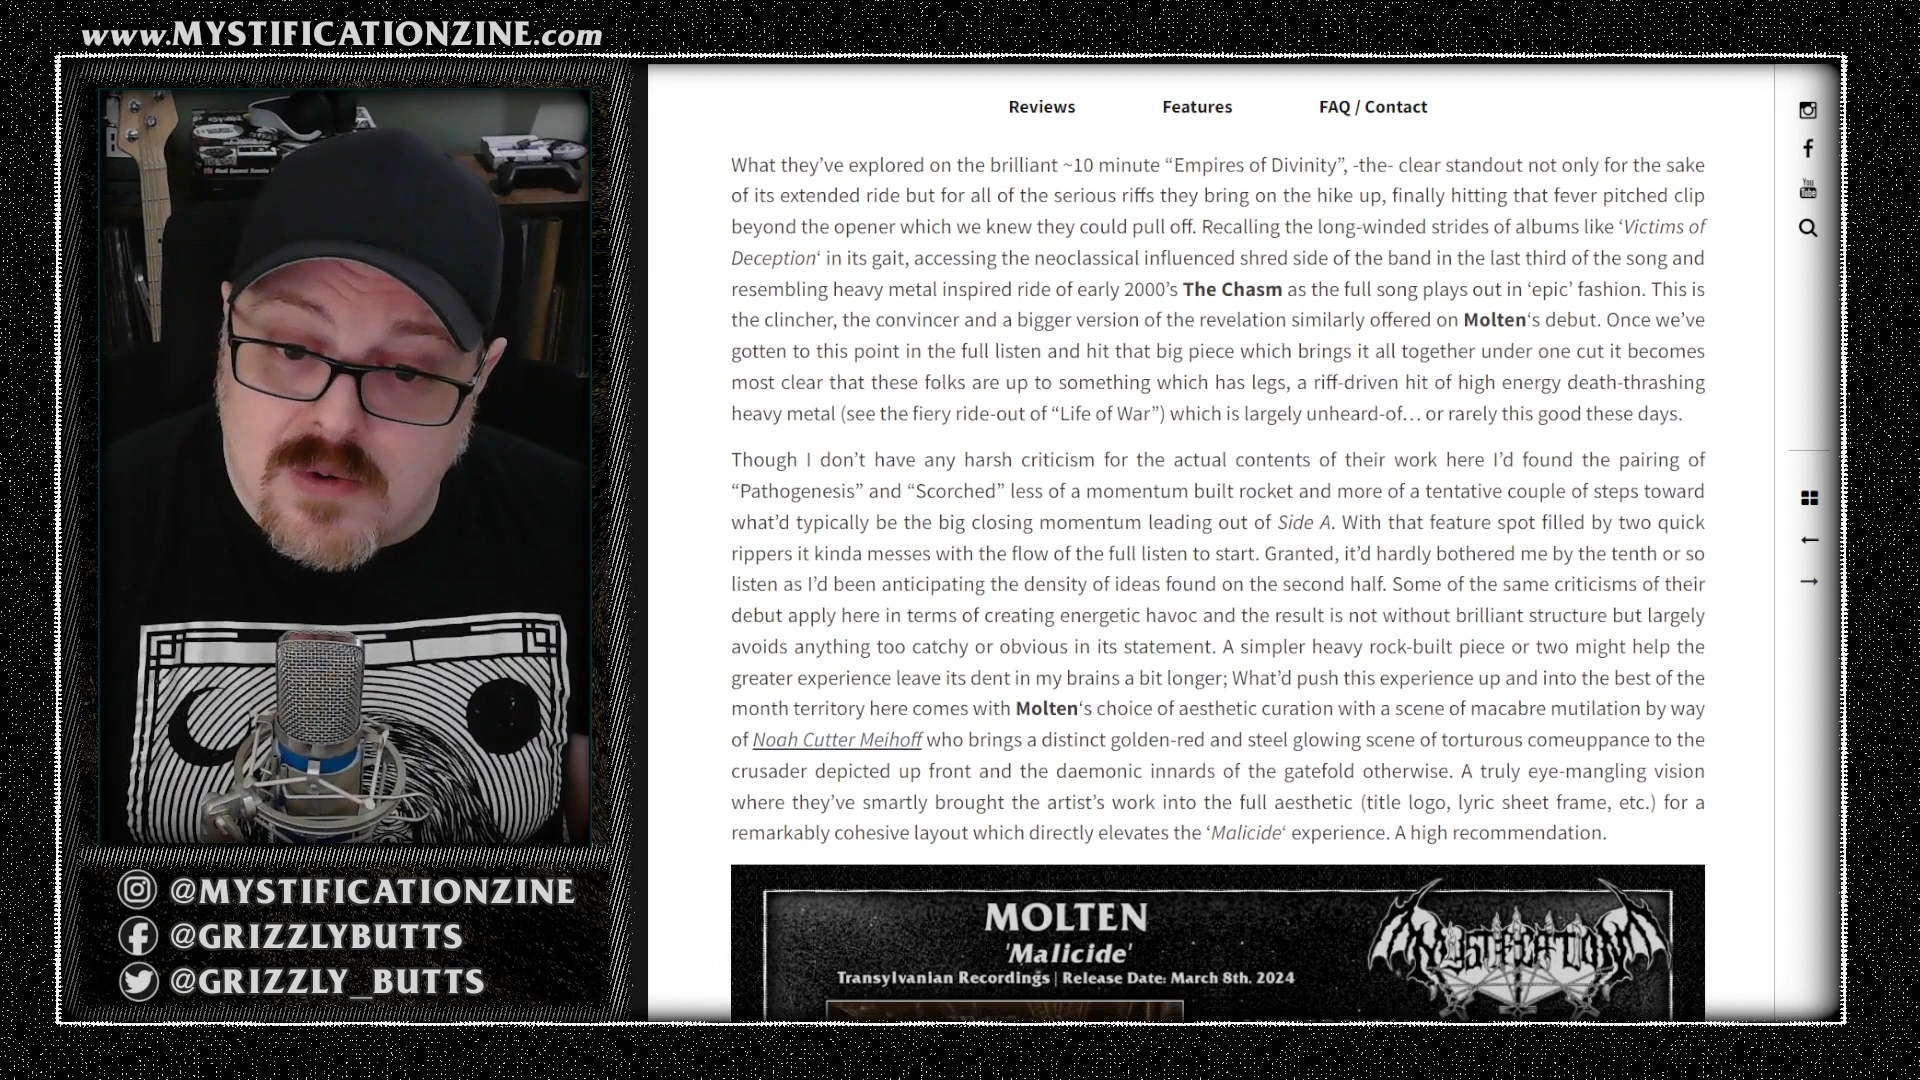 www.MYSTIFICATIONZINE.com
Reviews Features FAQ / Contact
What they’ve explored on the brilliant ~10 minute “Empires of Divinity”, -the- clear standout not only for the sake
of its extended ride but for all of the serious riffs they bring on the hike up, finally hitting that fever pitched clip
beyond the opener which we knew they could pull off. Recalling the long-winded strides of albums like ‘Victims of
Deception‘ in its gait, accessing the neoclassical influenced shred side of the band in the last third of the song and
resembling heavy metal inspired ride of early 2000’s The Chasm as the full song plays out in ‘epic’ fashion. This is
the clincher, the convincer and a bigger version of the revelation similarly offered on Molten‘s debut. Once we’ve
gotten to this point in the full listen and hit that big piece which brings it all together under one cut it becomes
most clear that these folks are up to something which has legs, a riff-driven hit of high energy death-thrashing
heavy metal (see the fiery ride-out of “Life of War”) which is largely unheard-of… or rarely this good these days.
Though I don’t have any harsh criticism for the actual contents of their work here I’d found the pairing of
“Pathogenesis” and “Scorched” less of a momentum built rocket and more of a tentative couple of steps toward
what’d typically be the big closing momentum leading out of Side A. With that feature spot filled by two quick
rippers it kinda messes with the flow of the full listen to start. Granted, it’d hardly bothered me by the tenth or so
listen as I’d been anticipating the density of ideas found on the second half. Some of the same criticisms of their
debut apply here in terms of creating energetic havoc and the result is not without brilliant structure but largely
avoids anything too catchy or obvious in its statement. A simpler heavy rock-built piece or two might help the
greater experience leave its dent in my brains a bit longer; What’d push this experience up and into the best of the
month territory here comes with Molten‘s choice of aesthetic curation with a scene of macabre mutilation by way
of Noah Cutter Meihoff who brings a distinct golden-red and steel glowing scene of torturous comeuppance to the
crusader depicted up front and the daemonic innards of the gatefold otherwise. A truly eye-mangling vision
where they’ve smartly brought the artist’s work into the full aesthetic (title logo, lyric sheet frame, etc.) for a
remarkably cohesive layout which directly elevates the ‘Malicide‘ experience. A high recommendation.
MOLTEN
'Malicide'
Transylvanian Recordings | Release Date: March 8th, 2024
MYSTIFICATION
You
Tube
@MYSTIFICATIONZINE
@GRIZZLYBUTTS
@GRIZZLY_BUTTS